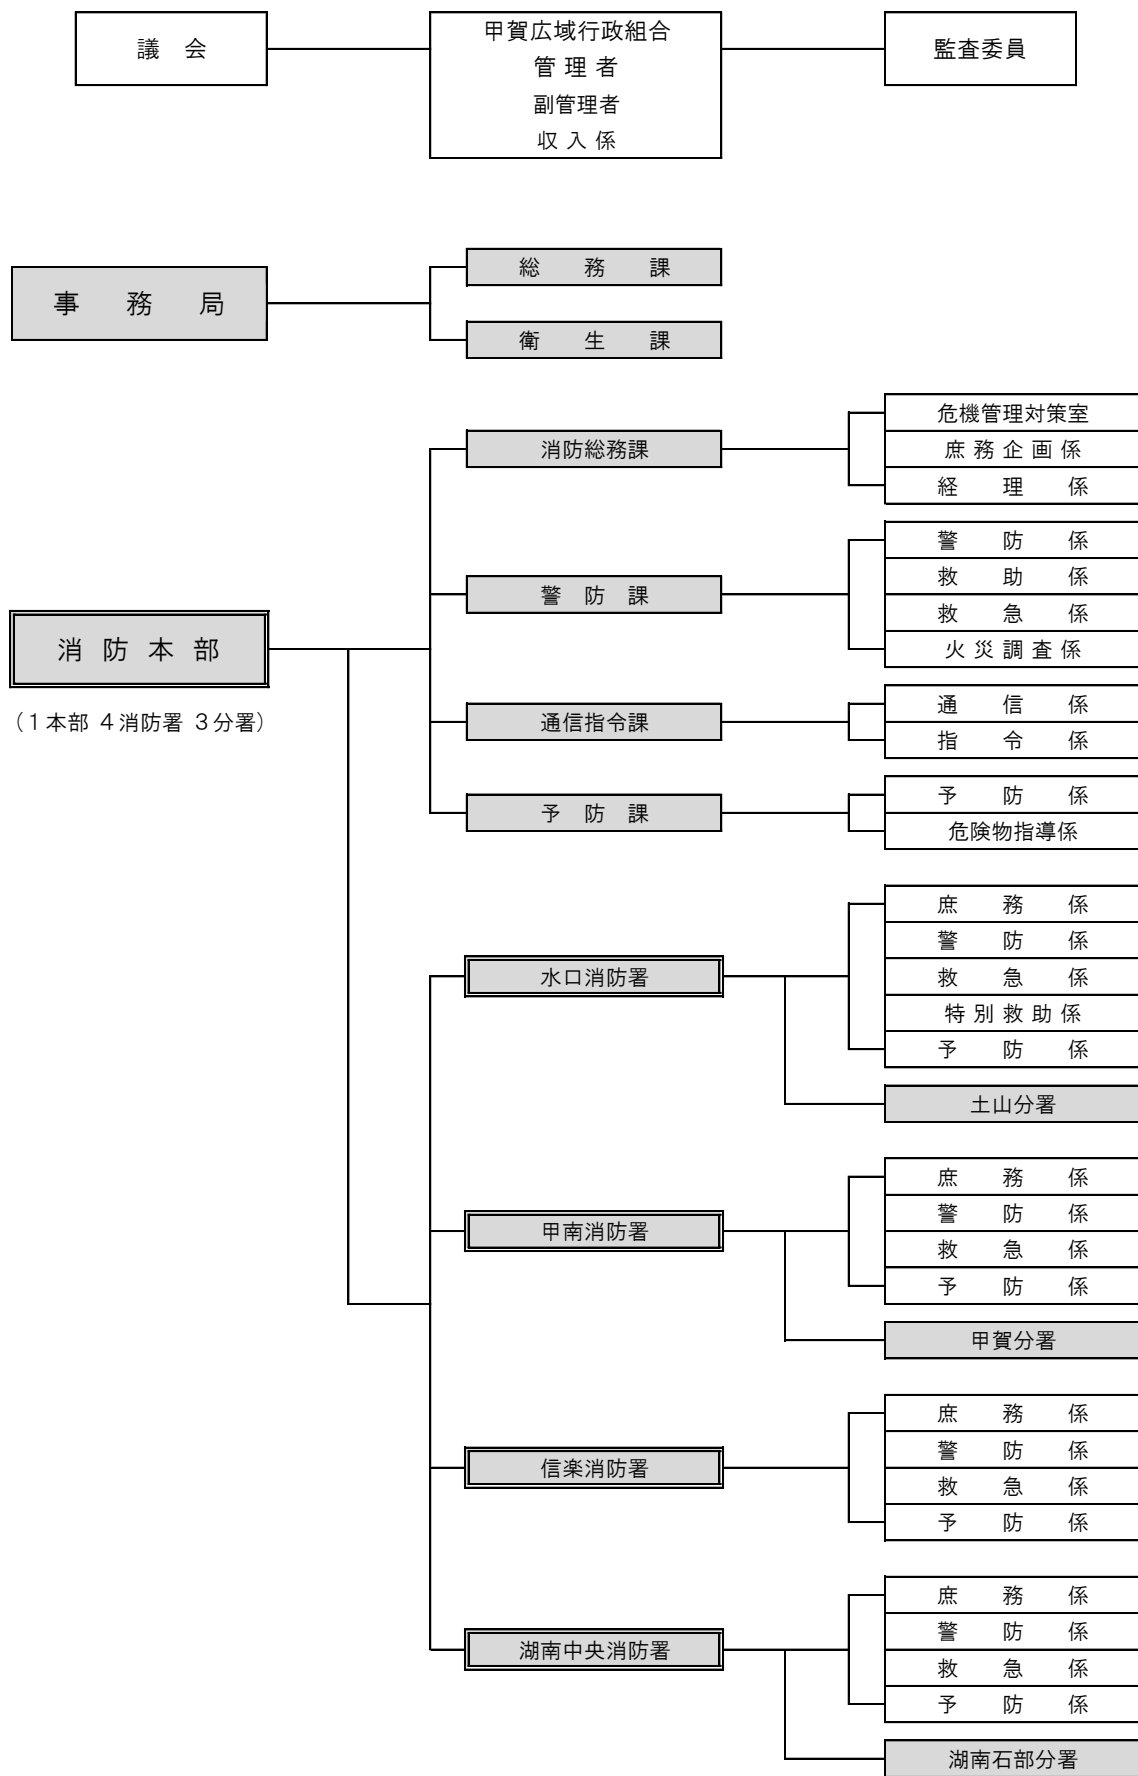 議 会
甲賀広域行政組合
管 理 者
副管理者
収 入 係
監査委員
事 務 局
総 務 課
衛 生 課
消防本部
(1本部 4消防署 3分署)
消防総務課
危機管理対策室
庶務企画係
経 理 係
警 防 課
警 防 係
救 助 係
救 急 係
火災調査係
通信指令課
通 信 係
指 令 係
予 防 課
予 防 係
危険物指導係
水口消防署
庶 務 係
警 防 係
救 急 係
特別救助係
予 防 係
土山分署
甲南消防署
庶 務 係
警 防 係
救 急 係
予 防 係
甲賀分署
信楽消防署
庶 務 係
警 防 係
救 急 係
予 防 係
湖南中央消防署
庶 務 係
警 防 係
救 急 係
予 防 係
湖南石部分署